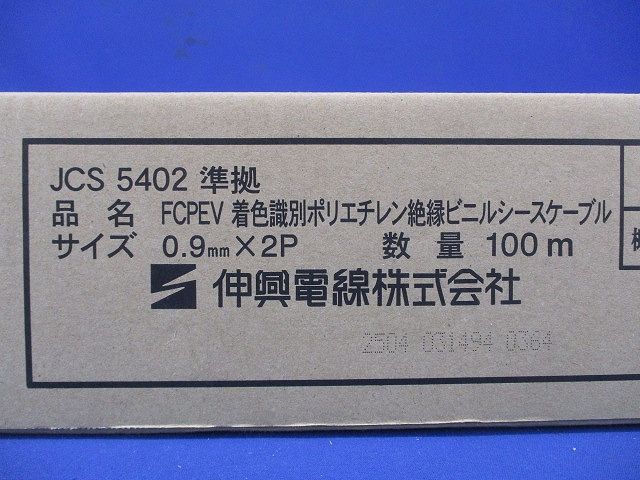 JCS 5402 準拠
品名 FCPEV 着色識別ポリエチレン絶縁ビニルシースケーブル
サイズ 0.9mm×2P 数量 100m
伸興電線株式会社
2504 031494 0364